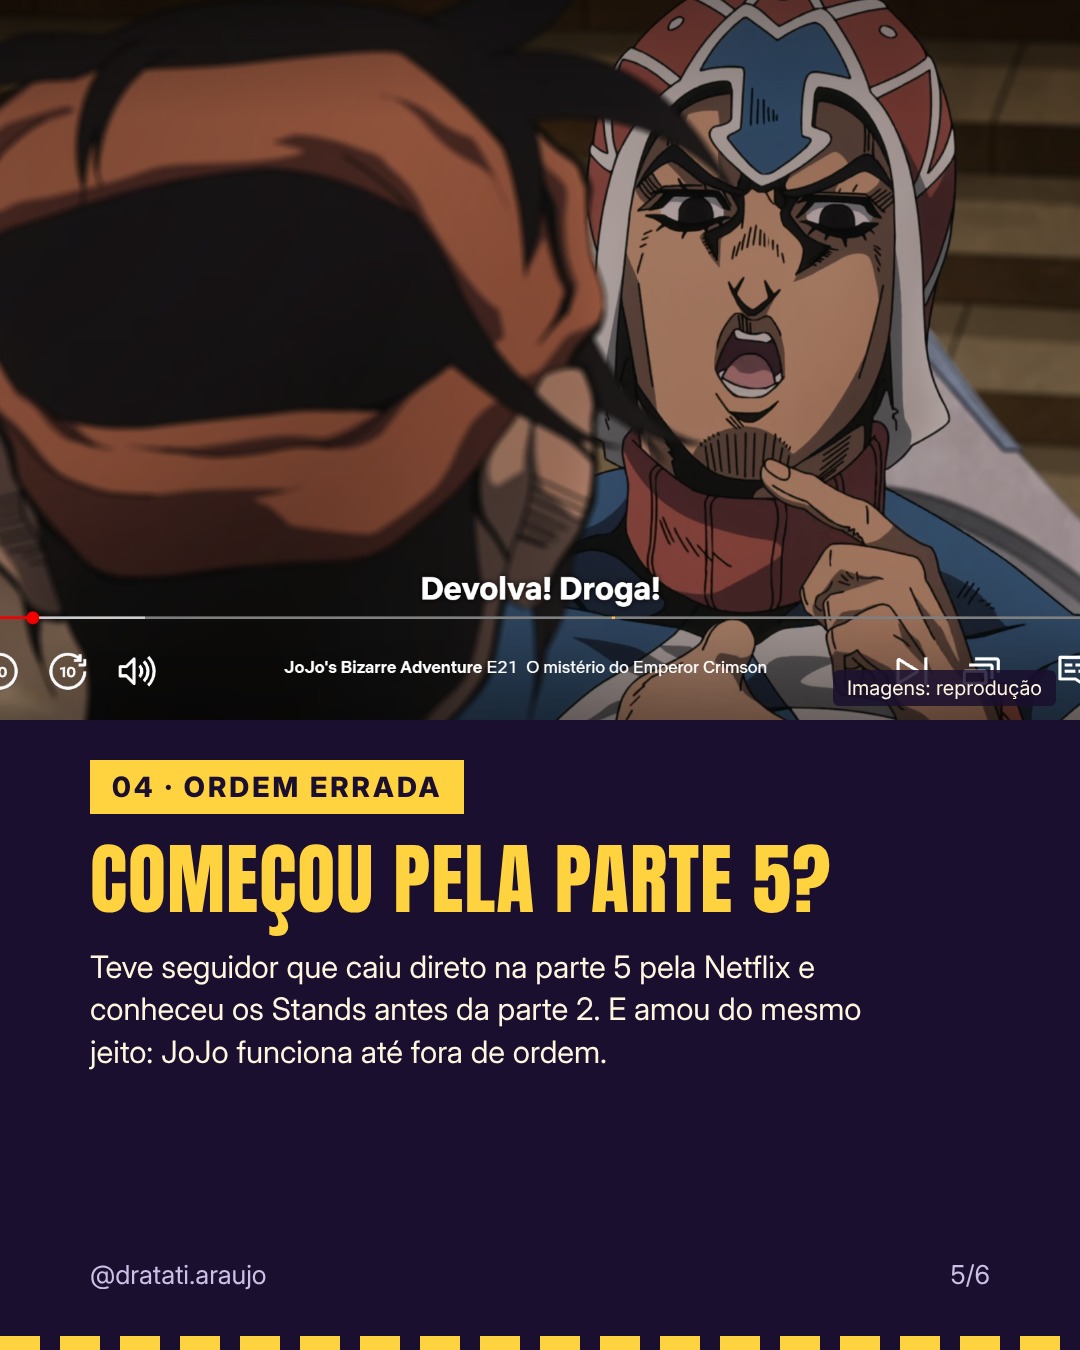 Devolva! Droga!
10
JoJo's Bizarre Adventure E21 O mistério do Emperor Crimson
Imagens: reprodução
04 · ORDEM ERRADA
COMEÇOU PELA PARTE 5?
Teve seguidor que caiu direto na parte 5 pela Netflix e
conheceu os Stands antes da parte 2. E amou do mesmo
jeito: JoJo funciona até fora de ordem.
@dratati.araujo
5/6